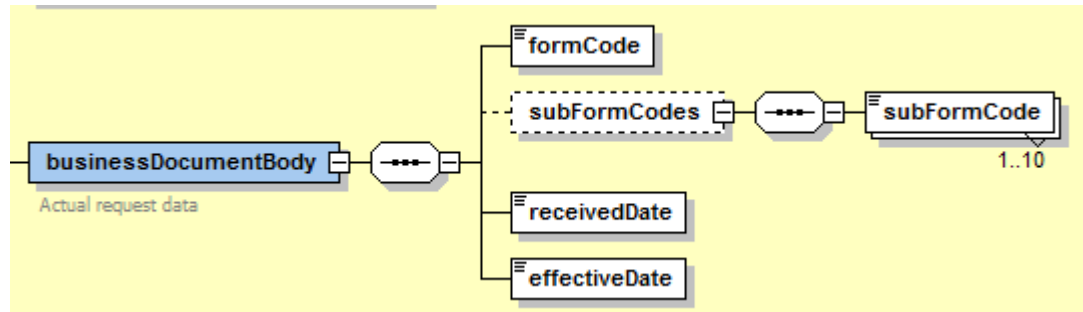 formCode
subFormCodes
subFormCode
1..10
businessDocumentBody
Actual request data
receivedDate
effectiveDate